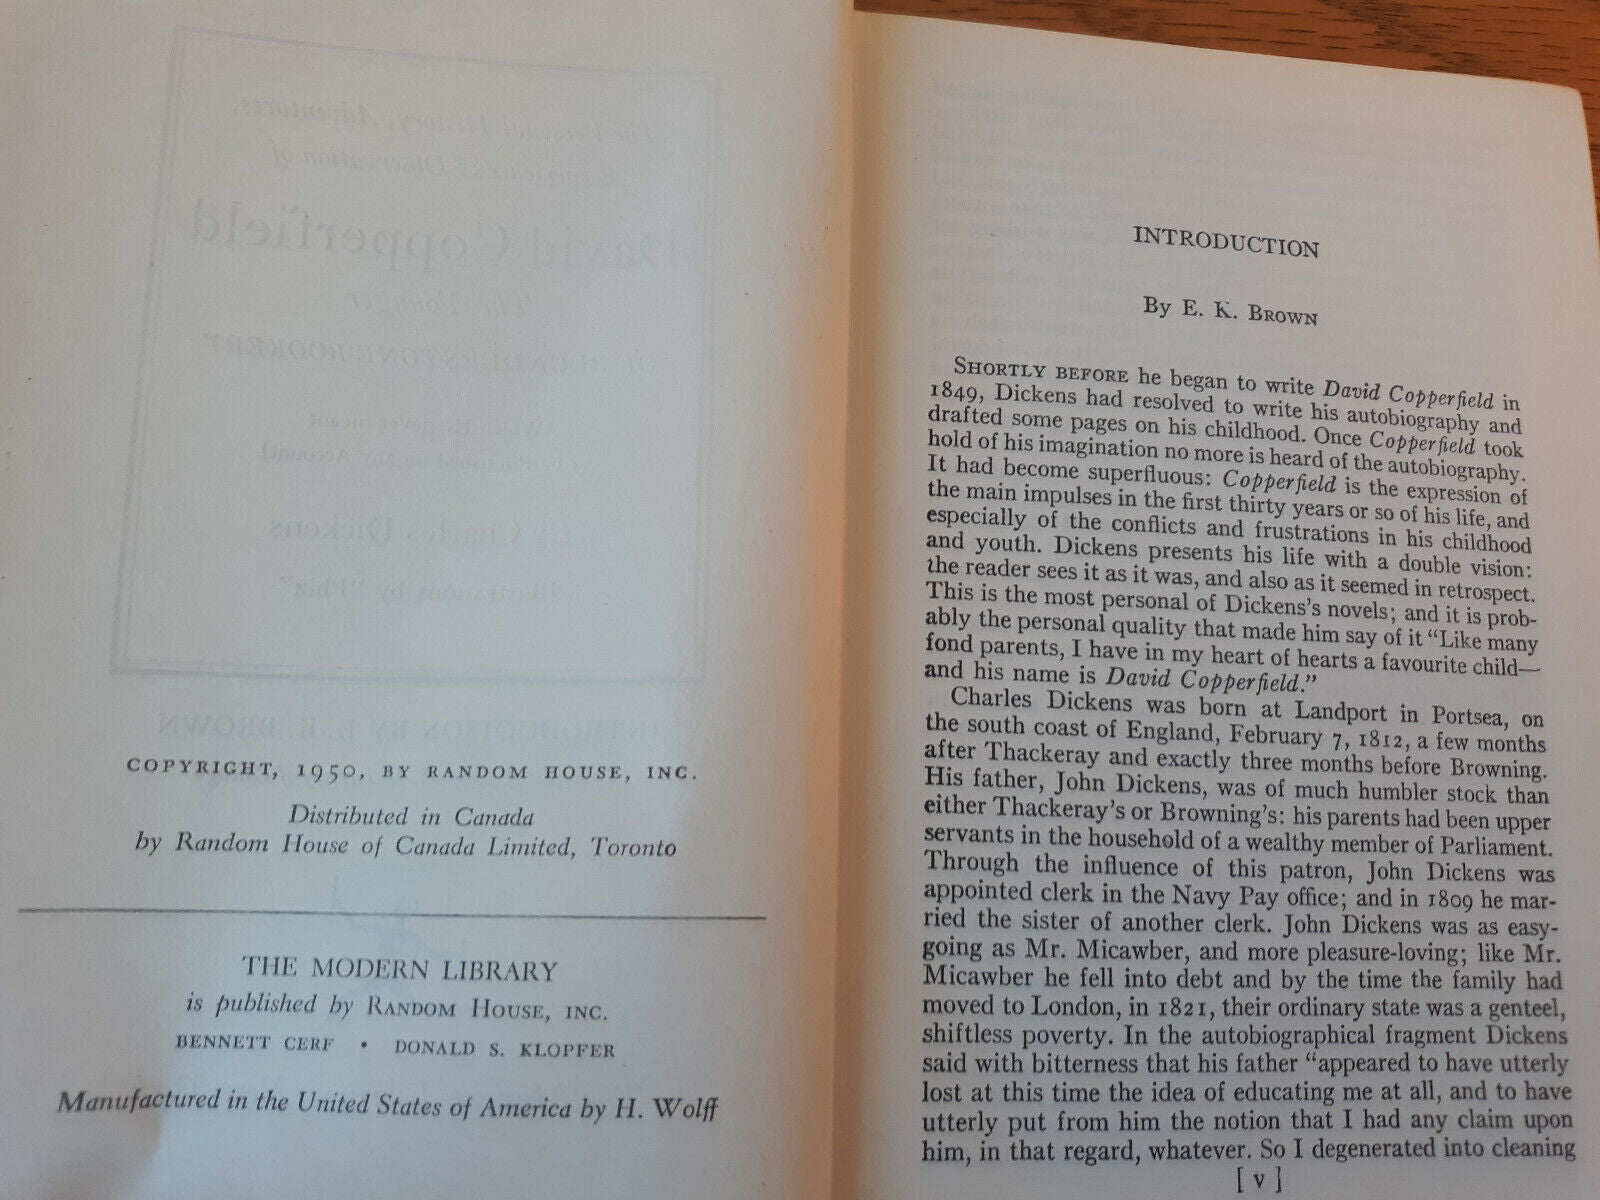 COPYRIGHT, 1950, BY RANDOM HOUSE, INC.
Distributed in Canada
by Random House of Canada Limited, Toronto
THE MODERN LIBRARY
is published by RANDOM HOUSE, INC.
BENNETT CERF • DONALD S. KLOPFER
Manufactured in the United States of America by H. Wolff
INTRODUCTION
By E. K. BROWN
SHORTLY BEFORE he began to write David Copperfield in
1849, Dickens had resolved to write his autobiography and
drafted some pages on his childhood. Once Copperfield took
hold of his imagination no more is heard of the autobiography.
It had become superfluous: Copperfield is the expression of
the main impulses in the first thirty years or so of his life, and
especially of the conflicts and frustrations in his childhood
and youth. Dickens presents his life with a double vision:
the reader sees it as it was, and also as it seemed in retrospect.
This is the most personal of Dickens's novels; and it is prob-
ably the personal quality that made him say of it "Like many
fond parents, I have in my heart of hearts a favourite child—
and his name is David Copperfield."
Charles Dickens was born at Landport in Portsea, on
the south coast of England, February 7, 1812, a few months
after Thackeray and exactly three months before Browning.
His father, John Dickens, was of much humbler stock than
either Thackeray's or Browning's: his parents had been upper
servants in the household of a wealthy member of Parliament.
Through the influence of this patron, John Dickens was
appointed clerk in the Navy Pay office; and in 1809 he mar-
ried the sister of another clerk. John Dickens was as easy-
going as Mr. Micawber, and more pleasure-loving; like Mr.
Micawber he fell into debt and by the time the family had
moved to London, in 1821, their ordinary state was a genteel,
shiftless poverty. In the autobiographical fragment Dickens
said with bitterness that his father "appeared to have utterly
lost at this time the idea of educating me at all, and to have
utterly put from him the notion that I had any claim upon
him, in that regard, whatever. So I degenerated into cleaning
[ v ]